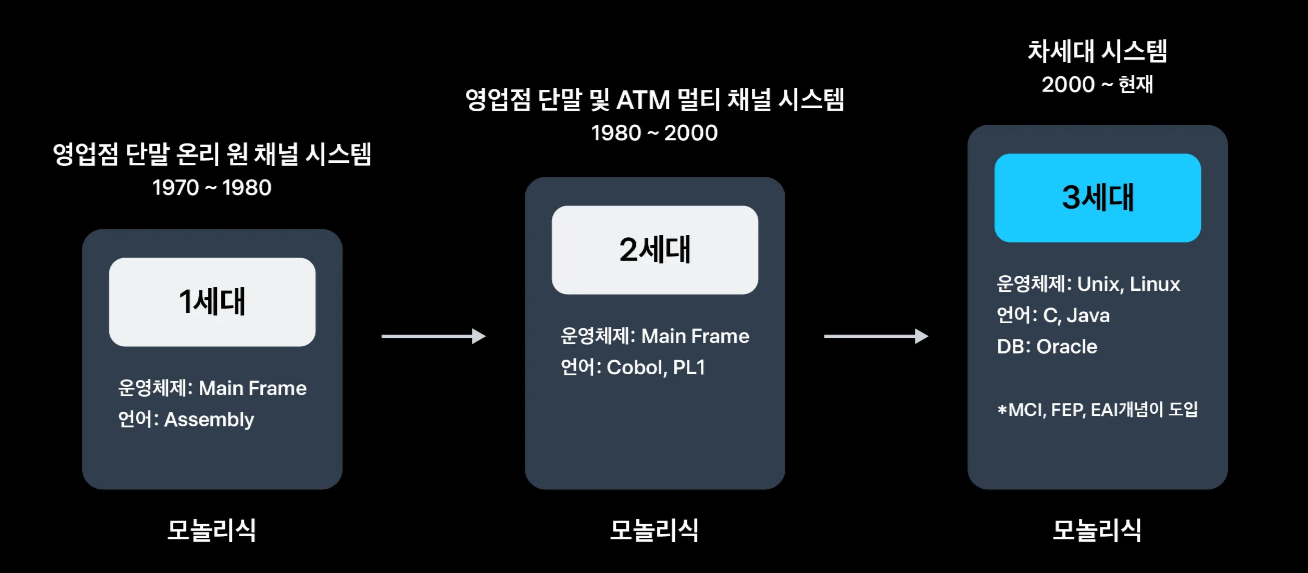 영업점 단말 온리 원 채널 시스템
1970 ~ 1980
1세대
운영체제: Main Frame
언어: Assembly
모놀리식
영업점 단말 및 ATM 멀티 채널 시스템
1980 ~ 2000
2세대
운영체제: Main Frame
언어: Cobol, PL1
모놀리식
차세대 시스템
2000 ~ 현재
3세대
운영체제: Unix, Linux
언어: C, Java
DB: Oracle
*MCI, FEP, EAI개념이 도입
모놀리식